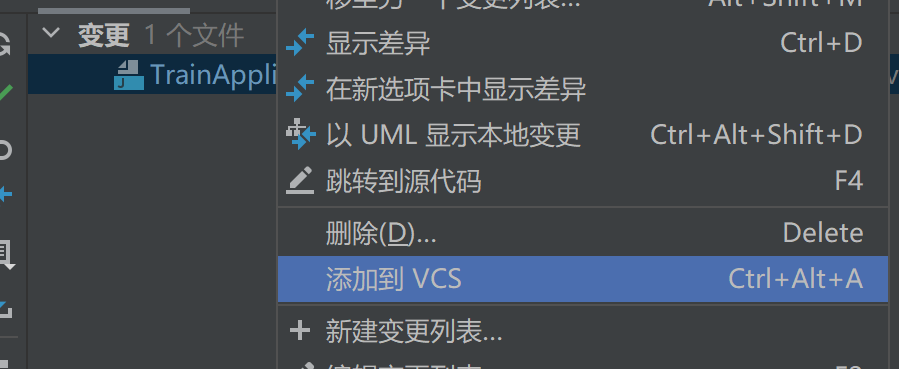 Alt+Shift+M
变更 1 个文件
显示差异 Ctrl+D
TrainAppli
在新选项卡中显示差异
以 UML 显示本地变更 Ctrl+Alt+Shift+D
跳转到源代码 F4
删除(D)... Delete
添加到 VCS Ctrl+Alt+A
新建变更列表...